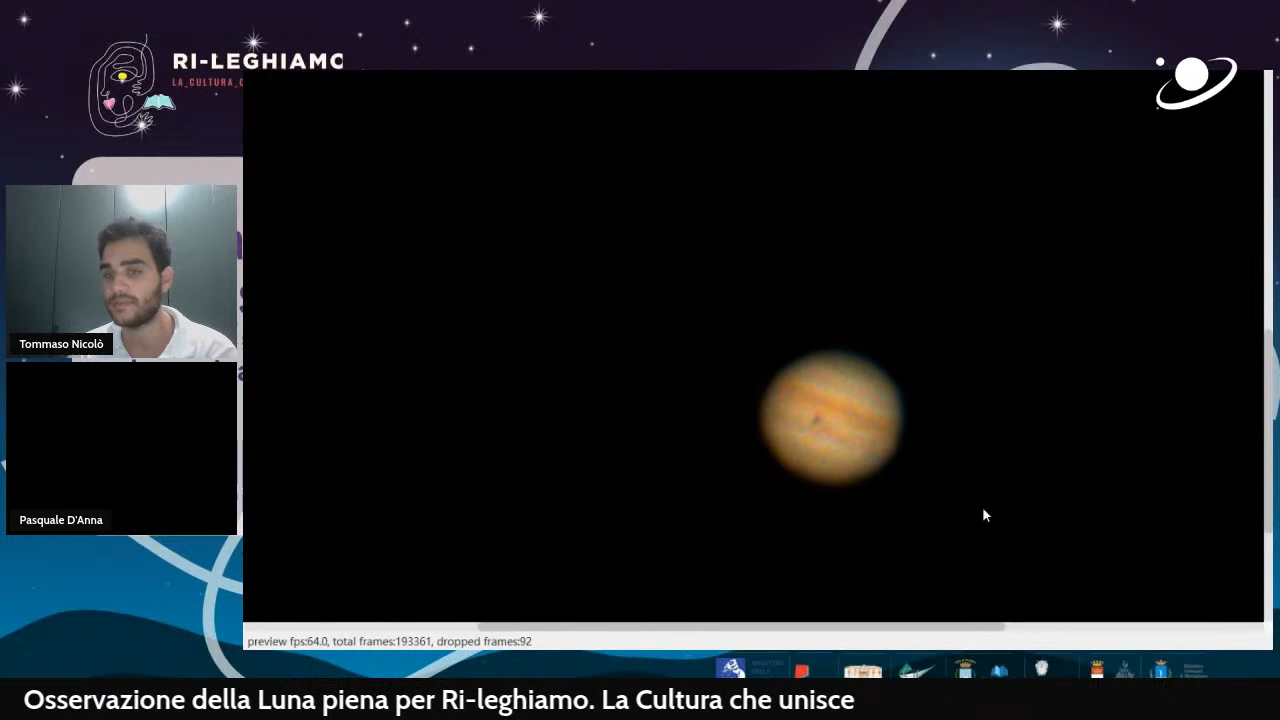 RI-LEGHIAMO
LA_CULTURA_
Tommaso Nicolò
Pasquale D'Anna
preview fps:64.0, total frames:193361, dropped frames:92
Osservazione della Luna piena per Ri-leghiamo. La Cultura che unisce